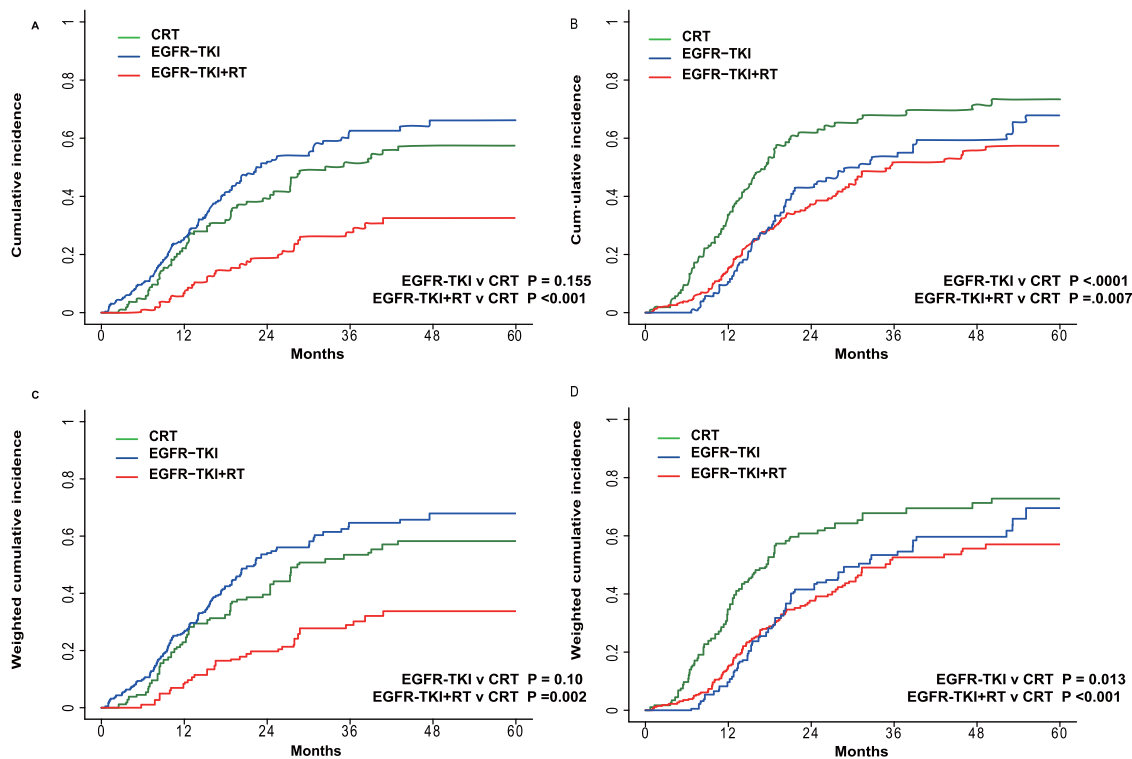 A
CRT
EGFR−TKI
EGFR−TKI+RT
Cumulative incidence
1
0.8
0.6
0.4
0.2
0
EGFR-TKI v CRT P = 0.155
EGFR-TKI+RT v CRT P <0.001
0 12 24 36 48 60
Months
B
CRT
EGFR−TKI
EGFR−TKI+RT
Cum·ulative incidence
1
0.8
0.6
0.4
0.2
0
EGFR-TKI v CRT P <.0001
EGFR-TKI+RT v CRT P =.0.007
0 12 24 36 48 60
Months
C
CRT
EGFR−TKI
EGFR−TKI+RT
Weighted cumulative incidence
1
0.8
0.6
0.4
0.2
0
EGFR-TKI v CRT P = 0.10
EGFR-TKI+RT v CRT P =0.002
0 12 24 36 48 60
Months
D
CRT
EGFR−TKI
EGFR−TKI+RT
Weighted cumulative incidence
1
0.8
0.6
0.4
0.2
0
EGFR-TKI v CRT P = 0.013
EGFR-TKI+RT v CRT P <0.001
0 12 24 36 48 60
Months